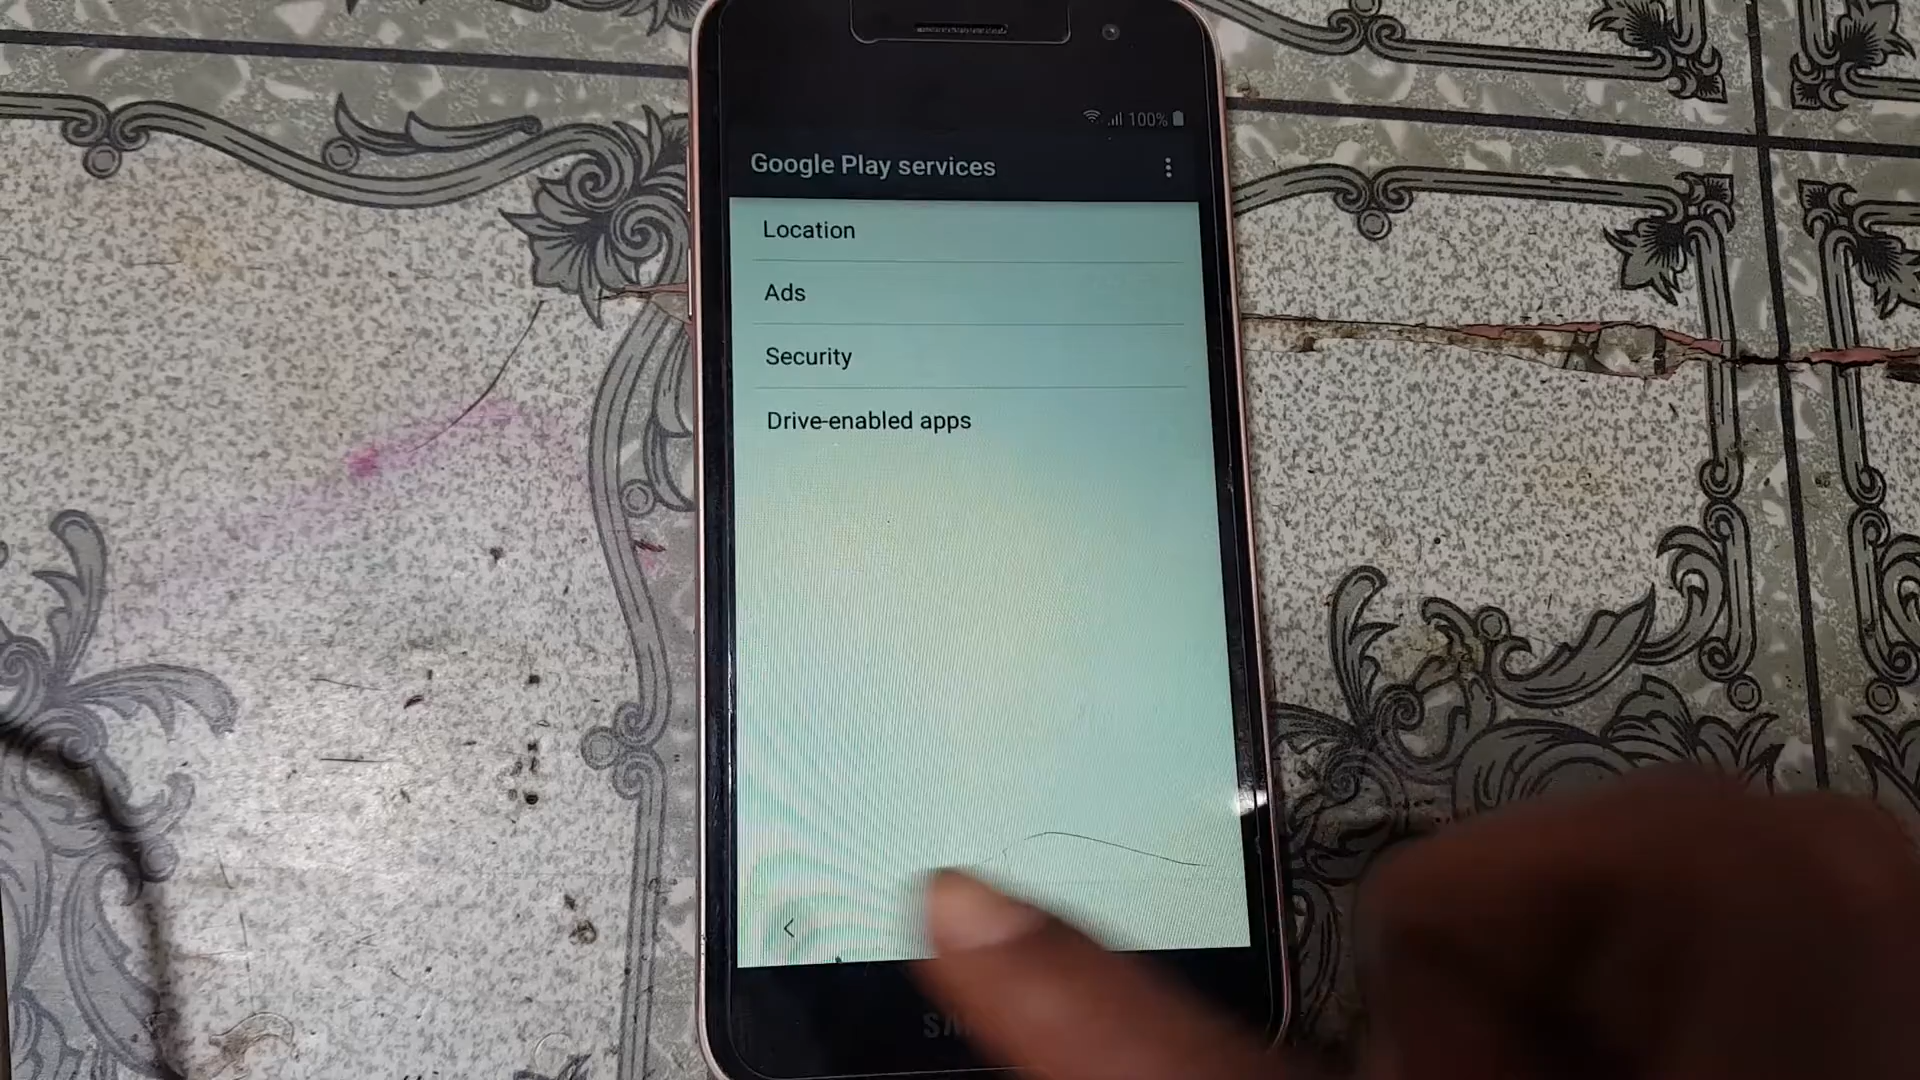 100%
Google Play services
Location
Ads
Security
Drive-enabled apps